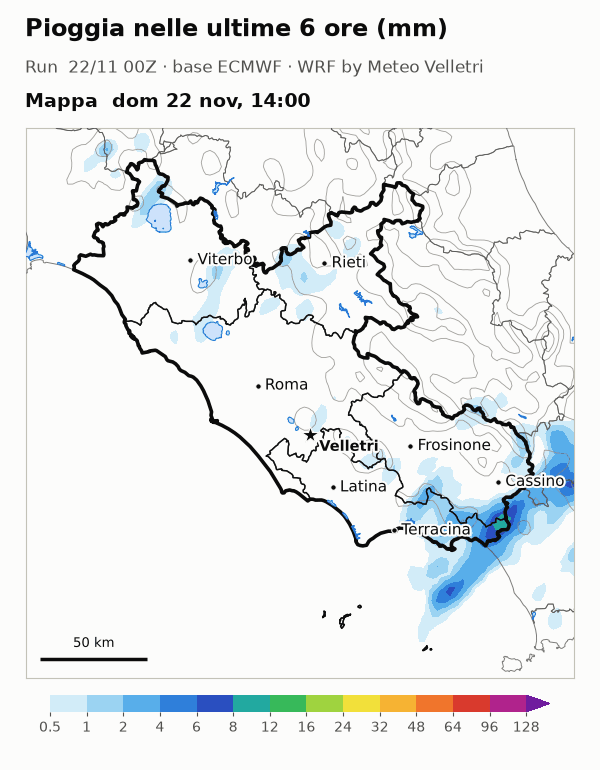 Pioggia nelle ultime 6 ore (mm)
Run  22/11 00Z · base ECMWF · WRF by Meteo Velletri
Mappa  dom 22 nov, 14:00
Viterbo
Rieti
Roma
Velletri
Frosinone
Cassino
Latina
Terracina
50 km
0.5 1 2 4 6 8 12 16 24 32 48 64 96 128